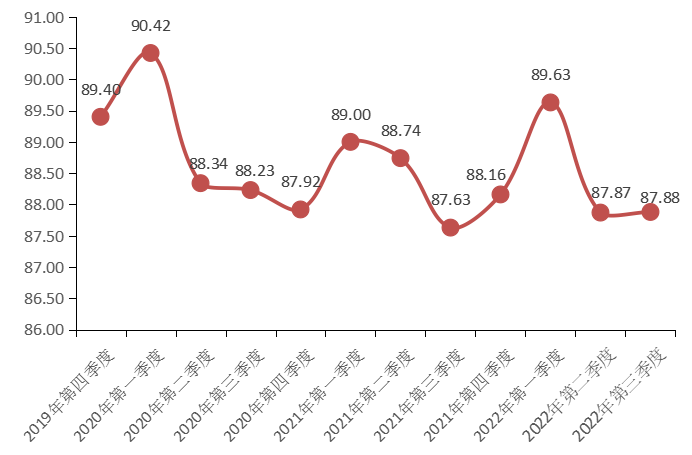 91.00
90.50
90.00
89.50
89.00
88.50
88.00
87.50
87.00
86.50
86.00
89.40
90.42
88.34
88.23
87.92
89.00
88.74
87.63
88.16
89.63
87.87
87.88
2019年第四季度
2020年第一季度
2020年第二季度
2020年第三季度
2020年第四季度
2021年第一季度
2021年第二季度
2021年第三季度
2021年第四季度
2022年第一季度
2022年第二季度
2022年第三季度